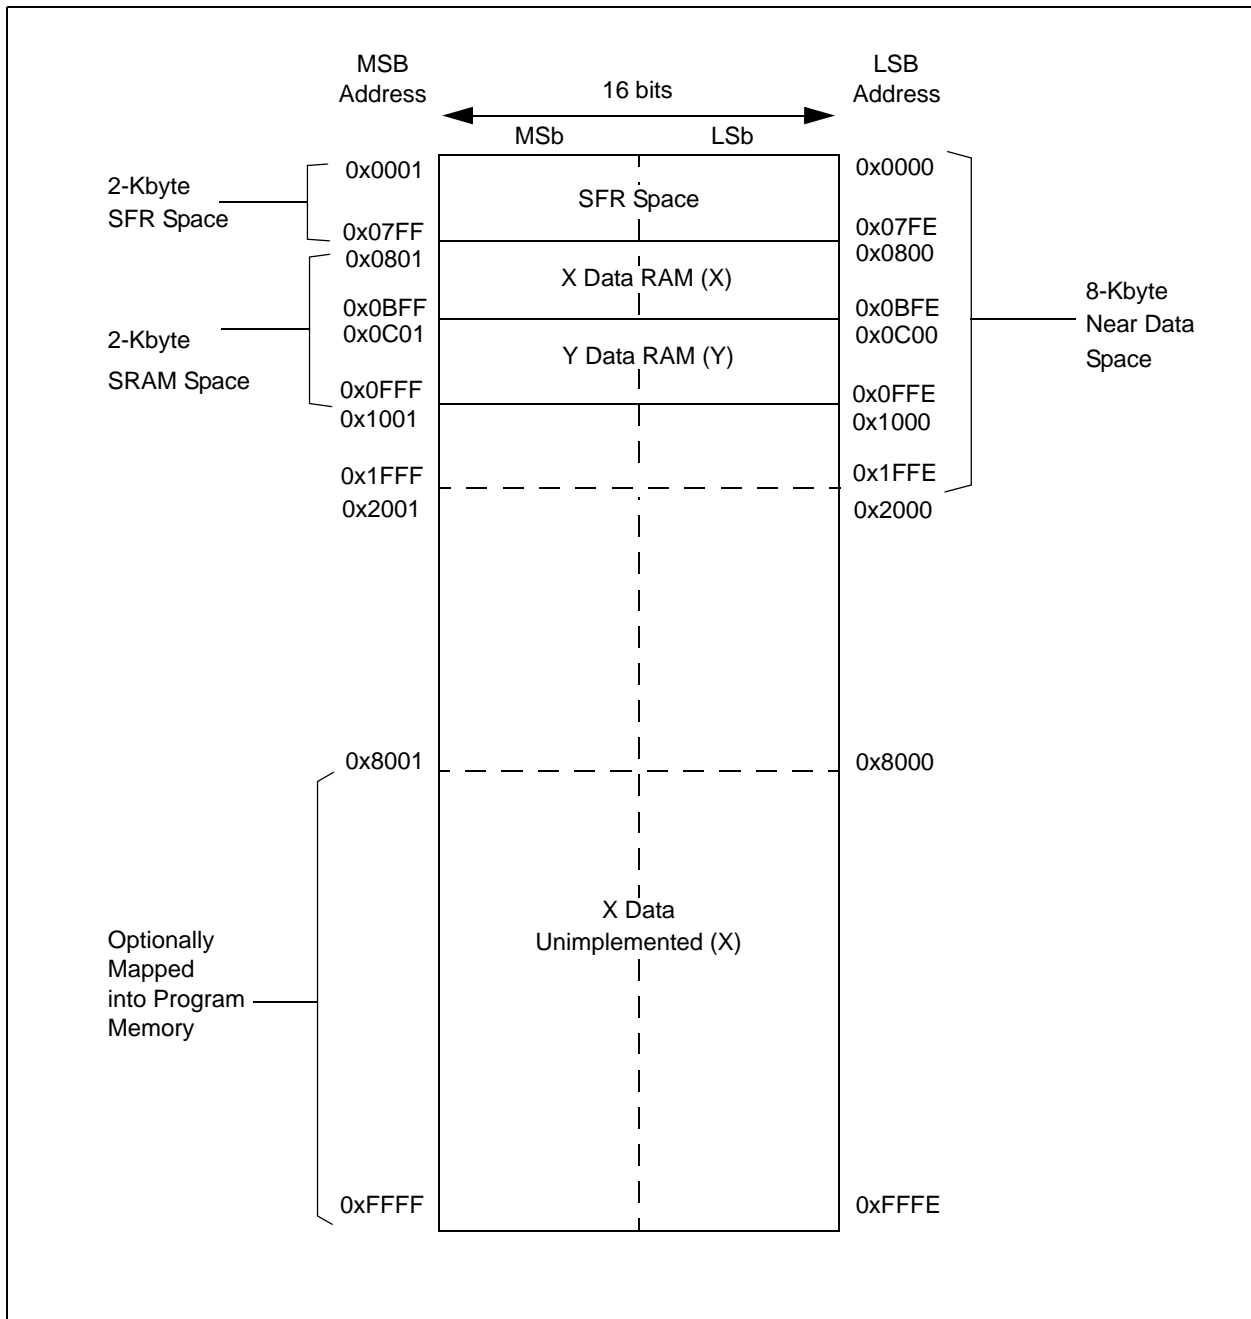 MSB
Address
LSB
Address
16 bits
MSb
LSb
0x0001
0x0000
2-Kbyte
SFR Space
SFR Space
0x07FF
0x07FE
0x0801
0x0800
X Data RAM (X)
0x0BFF
0x0BFE
8-Kbyte
Near Data
Space
2-Kbyte
SRAM Space
0x0C01
0x0C00
Y Data RAM (Y)
0x0FFF
0x0FFE
0x1001
0x1000
0x1FFF
0x1FFE
0x2001
0x2000
0x8001
0x8000
X Data
Unimplemented (X)
Optionally
Mapped
into Program
Memory
0xFFFF
0xFFFE